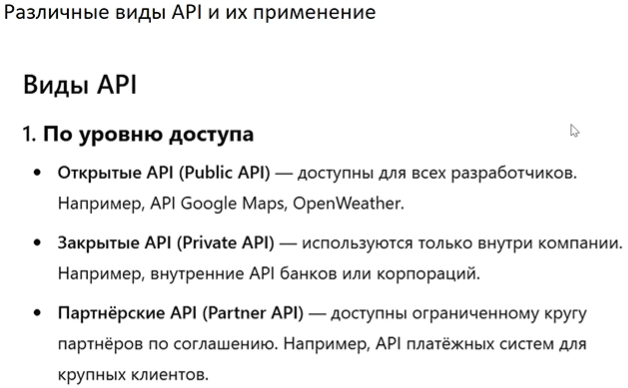 Различные виды API и их применение
Виды API
1. По уровню доступа
• Открытые API (Public API) — доступны для всех разработчиков.
Например, API Google Maps, OpenWeather.
• Закрытые API (Private API) — используются только внутри компании.
Например, внутренние API банков или корпораций.
• Партнёрские API (Partner API) — доступны ограниченному кругу
партнёров по соглашению. Например, API платёжных систем для
крупных клиентов.